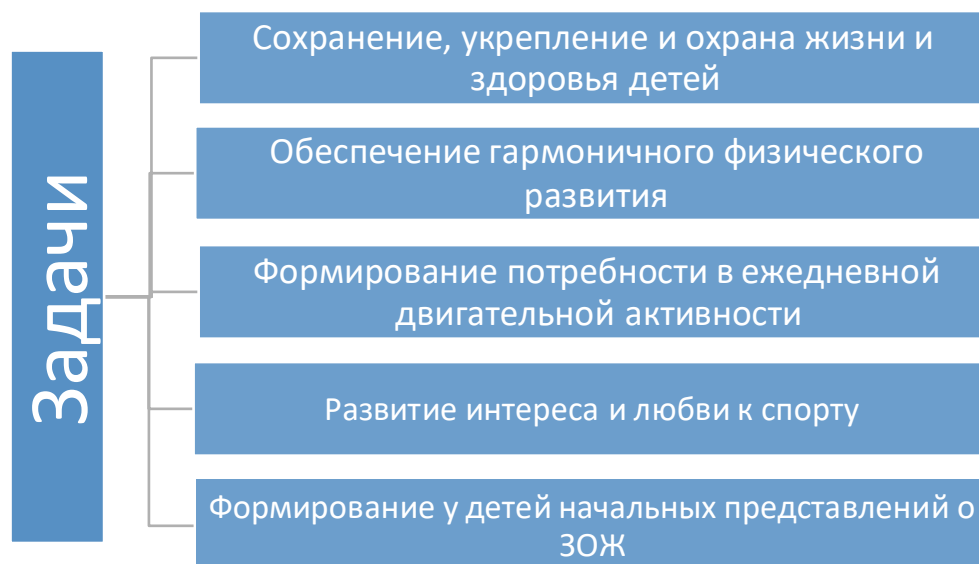 Задачи
Сохранение, укрепление и охрана жизни и
здоровья детей
Обеспечение гармоничного физического
развития
Формирование потребности в ежедневной
двигательной активности
Развитие интереса и любви к спорту
Формирование у детей начальных представлений о
ЗОЖ